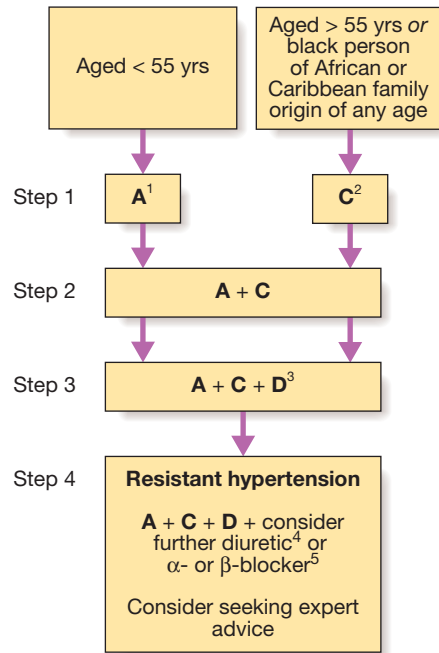 Aged < 55 yrs
Aged > 55 yrs or
black person
of African or
Caribbean family
origin of any age
Step 1
A¹
C²
Step 2
A + C
Step 3
A + C + D³
Step 4
Resistant hypertension
A + C + D + consider
further diuretic⁴ or
α- or β-blocker⁵
Consider seeking expert
advice